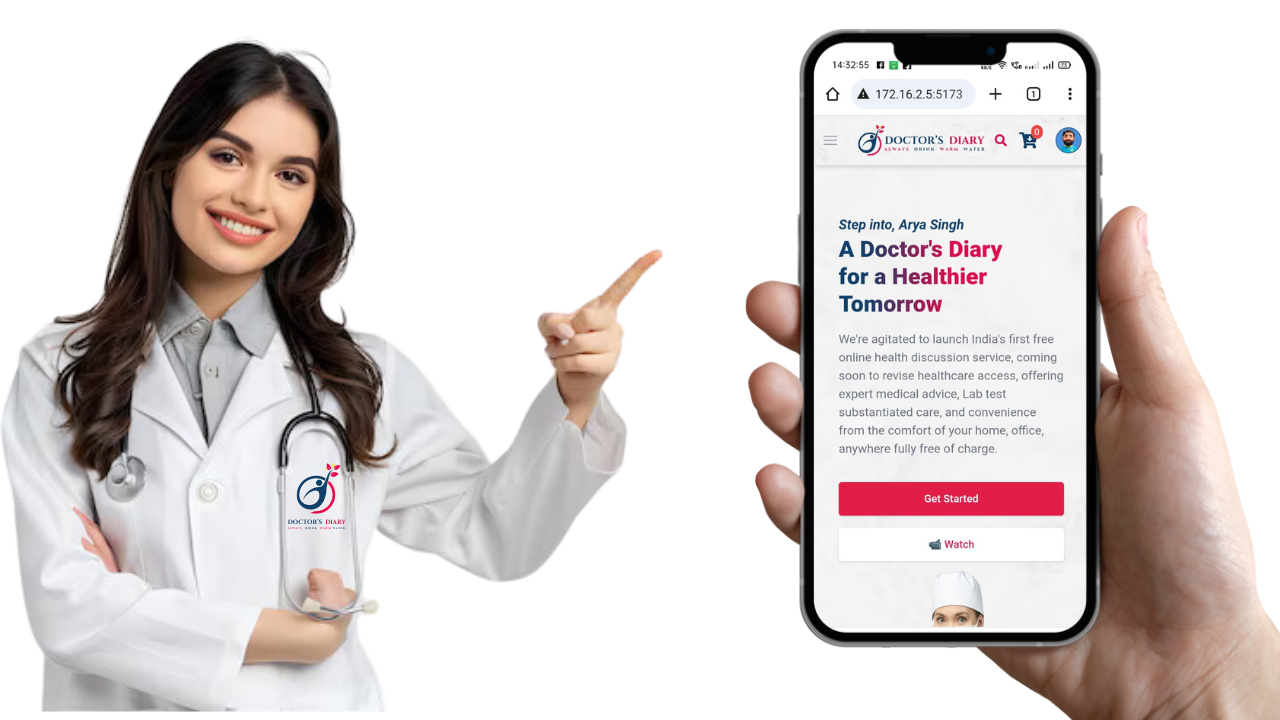 DOCTOR'S DIARY
ALWAYS DRINK WARM WATER
14:32:55
172.16.2.5:5173
1
DOCTOR'S DIARY
ALWAYS DRINK WARM WATER
0
Step into, Arya Singh
A Doctor's Diary
for a Healthier
Tomorrow
We're agitated to launch India's first free
online health discussion service, coming
soon to revise healthcare access, offering
expert medical advice, Lab test
substantiated care, and convenience
from the comfort of your home, office,
anywhere fully free of charge.
Get Started
Watch